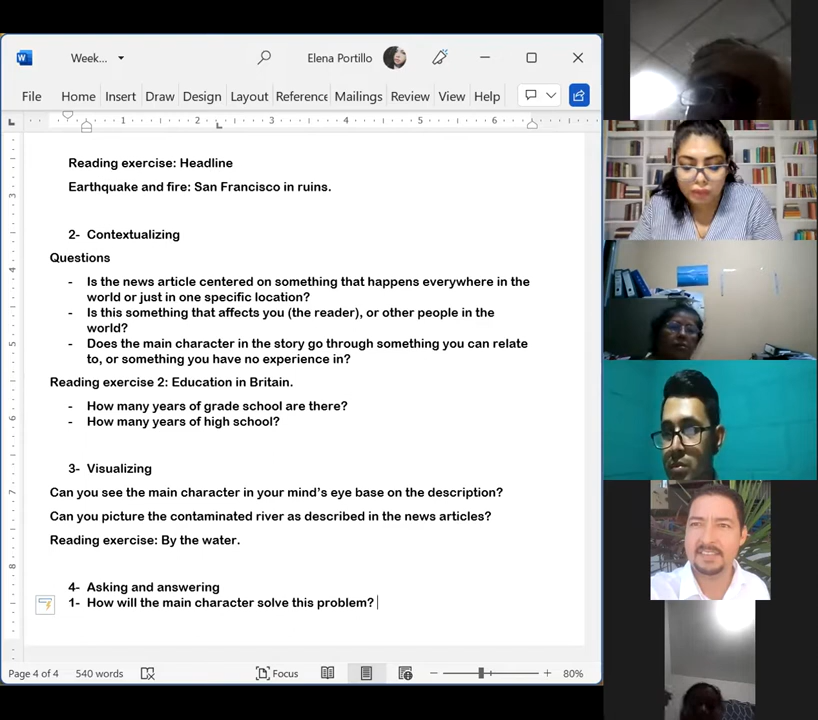 Week...
Elena Portillo
File Home Insert Draw Design Layout Reference Mailings Review View Help
1 2 3 4 5 6
Reading exercise: Headline
Earthquake and fire: San Francisco in ruins.
2- Contextualizing
Questions
- Is the news article centered on something that happens everywhere in the
world or just in one specific location?
- Is this something that affects you (the reader), or other people in the
world?
- Does the main character in the story go through something you can relate
to, or something you have no experience in?
Reading exercise 2: Education in Britain.
- How many years of grade school are there?
- How many years of high school?
3- Visualizing
Can you see the main character in your mind's eye base on the description?
Can you picture the contaminated river as described in the news articles?
Reading exercise: By the water.
4- Asking and answering
1- How will the main character solve this problem?
Page 4 of 4 540 words Focus 80%